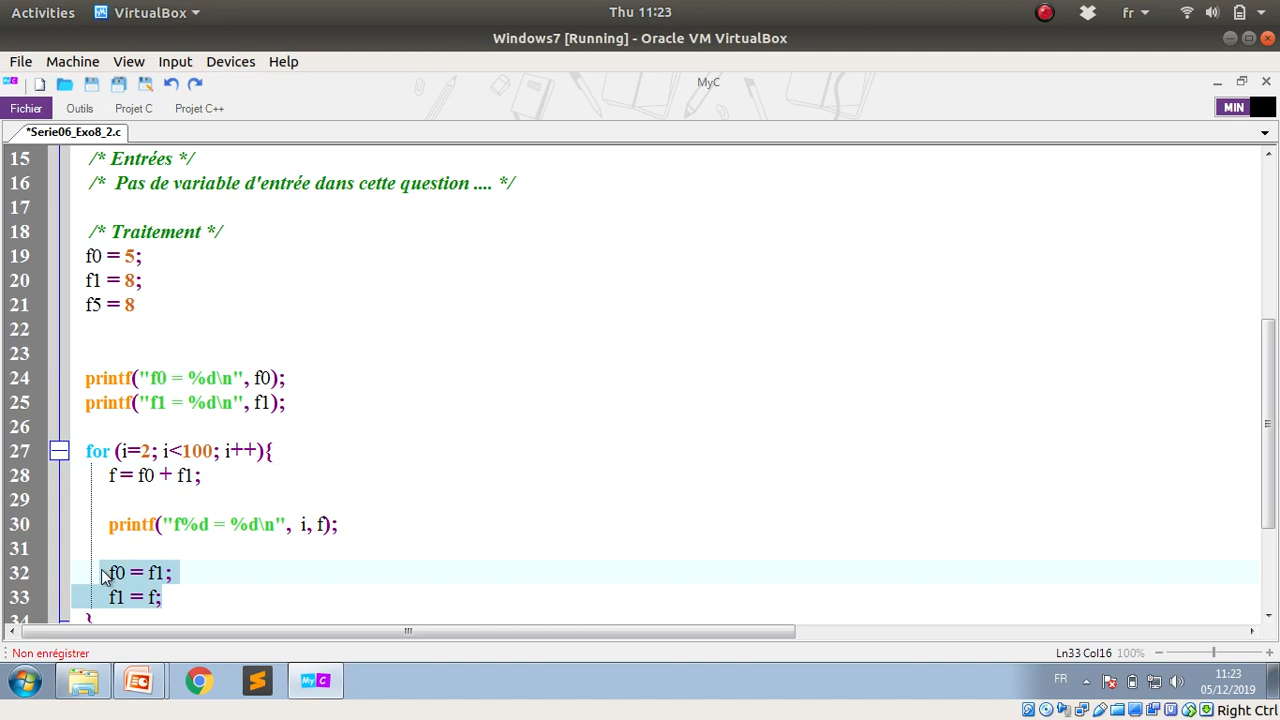 Activities VirtualBox Thu 11:23 fr
Windows7 [Running] - Oracle VM VirtualBox
File Machine View Input Devices Help
MyC MyC
Fichier Outils Projet C Projet C++ MIN
*Serie06_Exo8_2.c
15 /* Entrées */
16 /* Pas de variable d'entrée dans cette question .... */
17
18 /* Traitement */
19 f0 = 5;
20 f1 = 8;
21 f5 = 8
22
23
24 printf("f0 = %d\n", f0);
25 printf("f1 = %d\n", f1);
26
27 for (i=2; i<100; i++){
28 f = f0 + f1;
29
30 printf("f%d = %d\n", i, f);
31
32 f0 = f1;
33 f1 = f;
34 }
Non enrégistrer Ln33 Col16 100%
MyC FR 11:23
05/12/2019
Right Ctrl